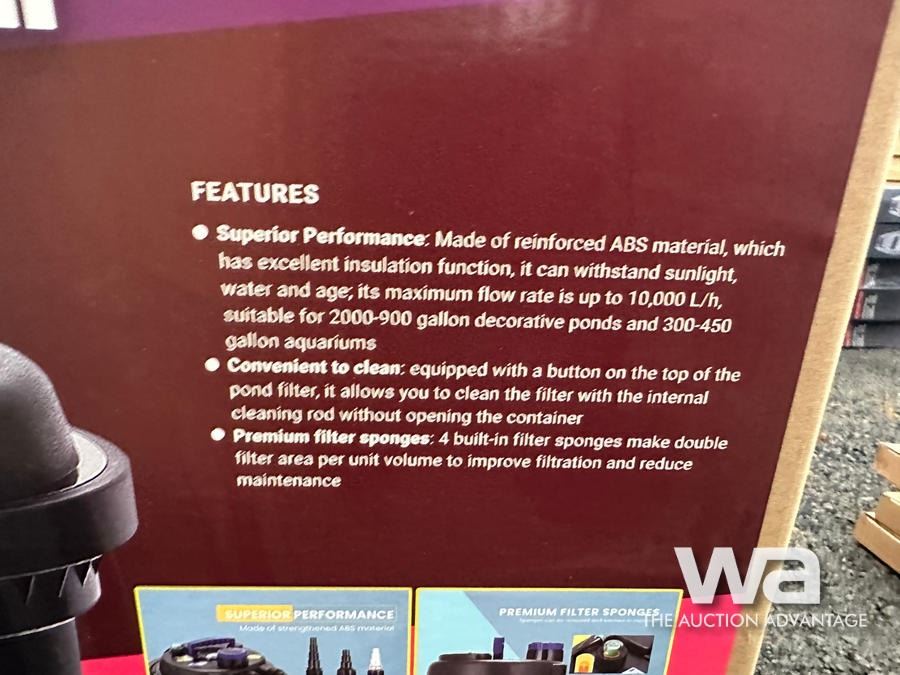 FEATURES
● Superior Performance: Made of reinforced ABS material, which
has excellent insulation function, it can withstand sunlight,
water and age; its maximum flow rate is up to 10,000 L/h,
suitable for 2000-900 gallon decorative ponds and 300-450
gallon aquariums
● Convenient to clean: equipped with a button on the top of the
pond filter, it allows you to clean the filter with the internal
cleaning rod without opening the container
● Premium filter sponges: 4 built-in filter sponges make double
filter area per unit volume to improve filtration and reduce
maintenance
SUPERIOR PERFORMANCE
Made of strengthened ABS material
PREMIUM FILTER SPONGES
wa
THE AUCTION ADVANTAGE